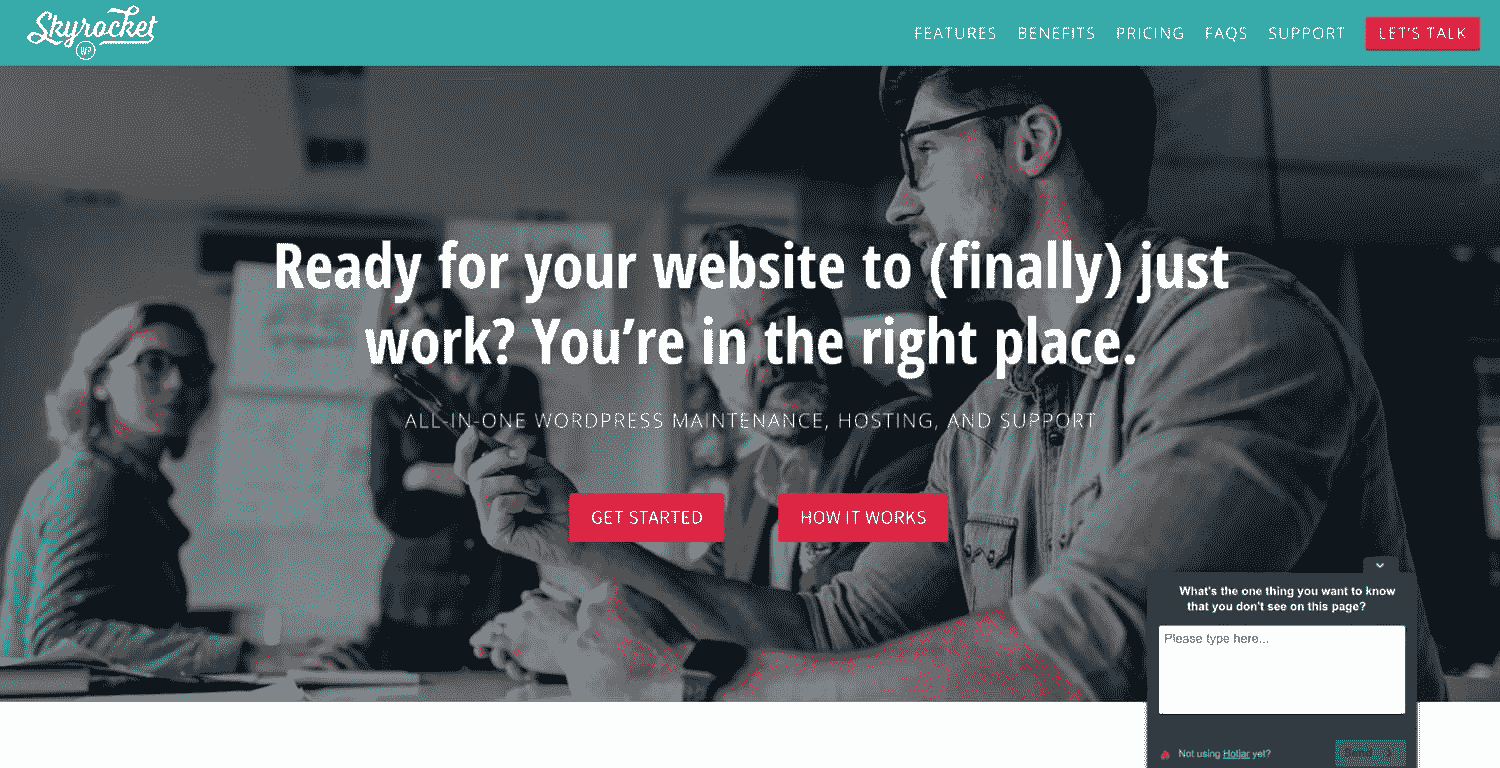 Skyrocket
WP
FEATURES BENEFITS PRICING FAQS SUPPORT LET'S TALK
Ready for your website to (finally) just
work? You're in the right place.
ALL-IN-ONE WORDPRESS MAINTENANCE, HOSTING, AND SUPPORT
GET STARTED HOW IT WORKS
What's the one thing you want to know
that you don't see on this page?
Please type here...
Not using Hotjar yet?